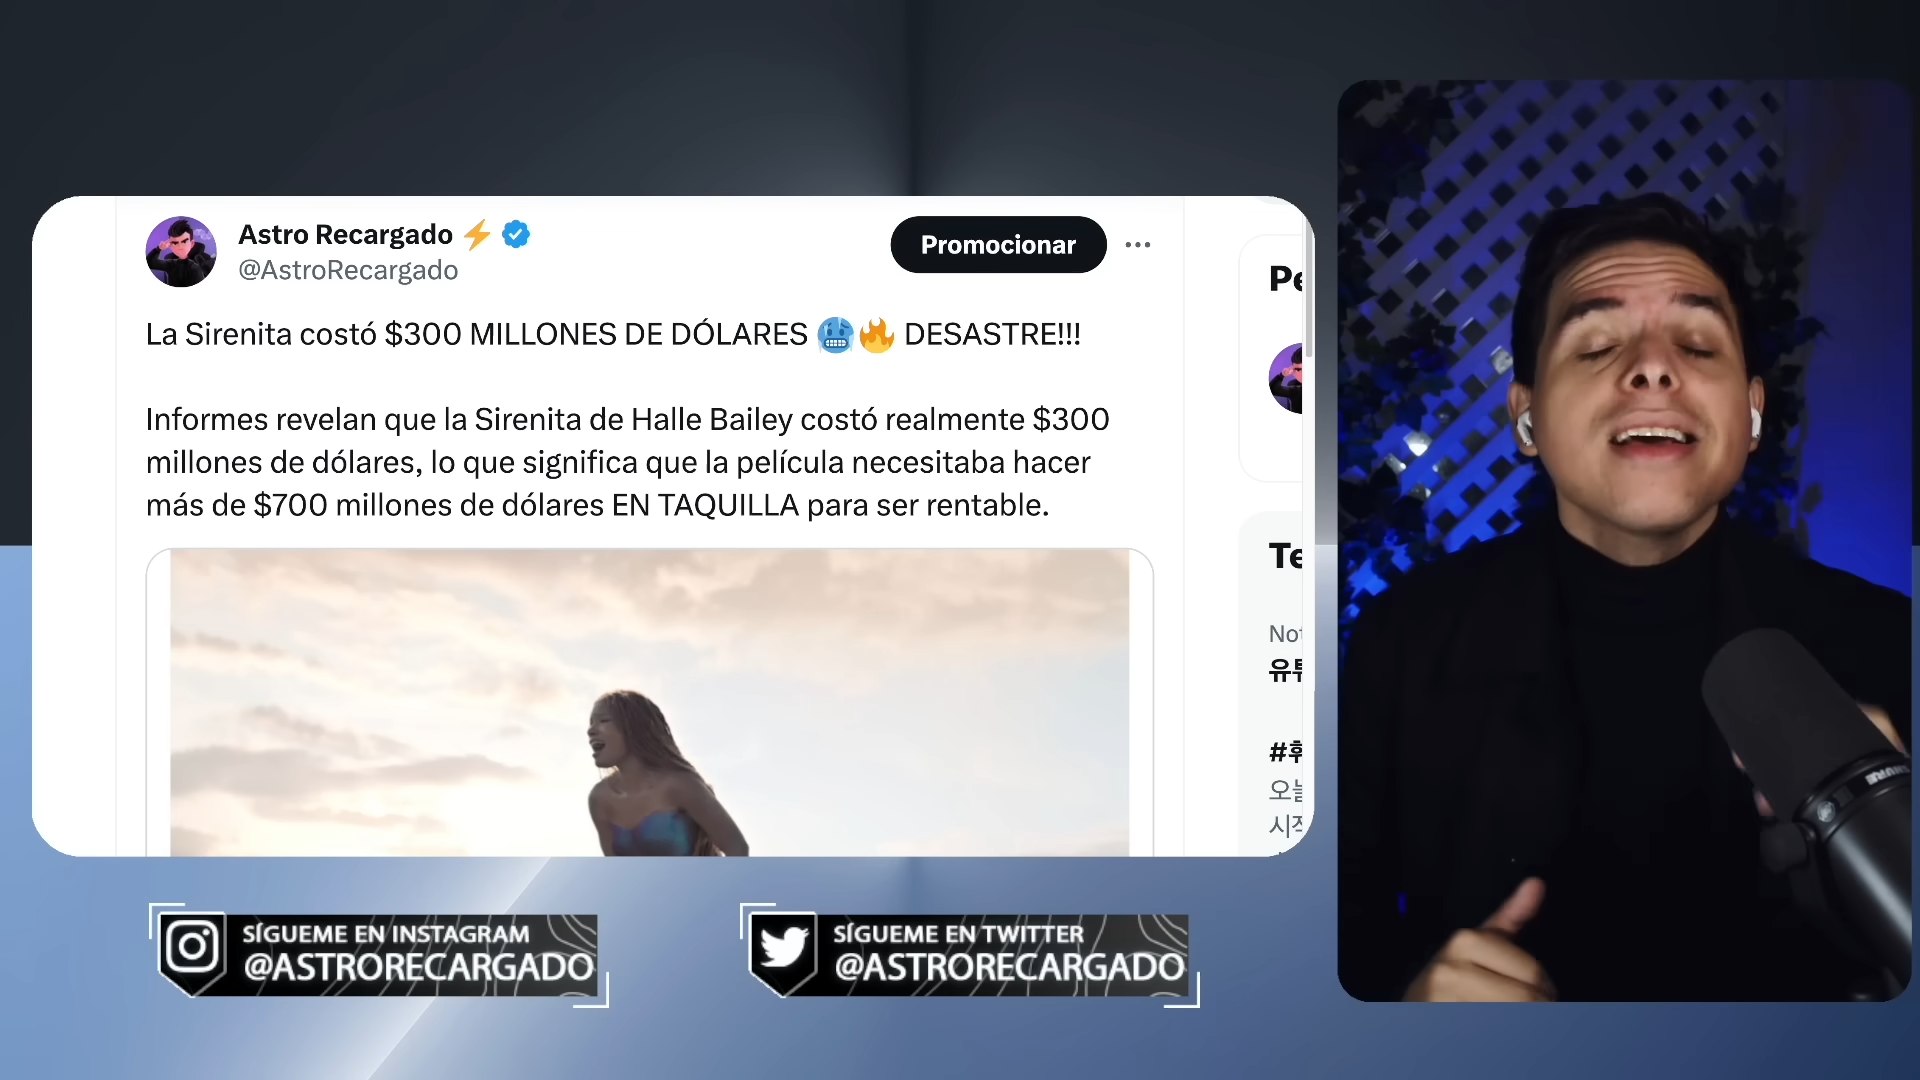 Astro Recargado
@AstroRecargado
Promocionar
La Sirenita costó $300 MILLONES DE DÓLARES 🥶🔥 DESASTRE!!!
Informes revelan que la Sirenita de Halle Bailey costó realmente $300
millones de dólares, lo que significa que la película necesitaba hacer
más de $700 millones de dólares EN TAQUILLA para ser rentable.
SÍGUEME EN INSTAGRAM
@ASTRORECARGADO
SÍGUEME EN TWITTER
@ASTRORECARGADO
SHURE